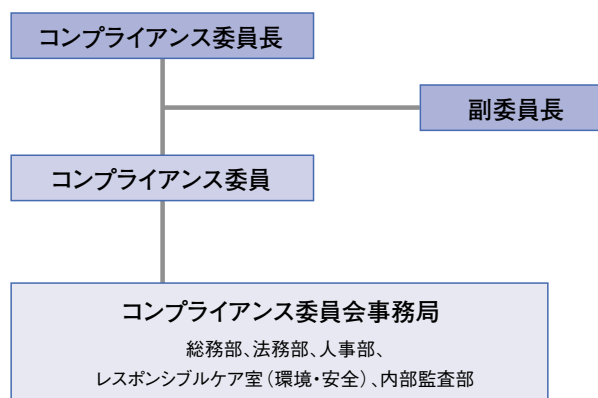 コンプライアンス委員長
副委員長
コンプライアンス委員
コンプライアンス委員会事務局
総務部、法務部、人事部、
レスポンシブルケア室（環境・安全）、内部監査部